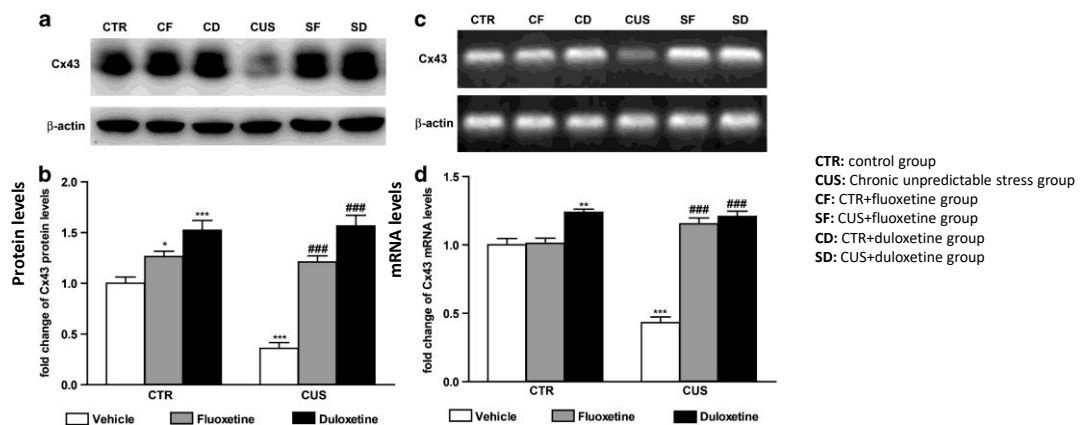 a
CTR CF CD CUS SF SD
Cx43
β-actin
b
Protein levels
fold change of Cx43 protein levels
2.0
1.5
1.0
0.5
0.0
*
***
***
###
###
CTR CUS
Vehicle Fluoxetine Duloxetine
c
CTR CF CD CUS SF SD
Cx43
β-actin
d
mRNA levels
fold change of Cx43 mRNA levels
1.5
1.0
0.5
0.0
**
***
###
###
CTR CUS
Vehicle Fluoxetine Duloxetine
CTR: control group
CUS: Chronic unpredictable stress group
CF: CTR+fluoxetine group
SF: CUS+fluoxetine group
CD: CTR+duloxetine group
SD: CUS+duloxetine group